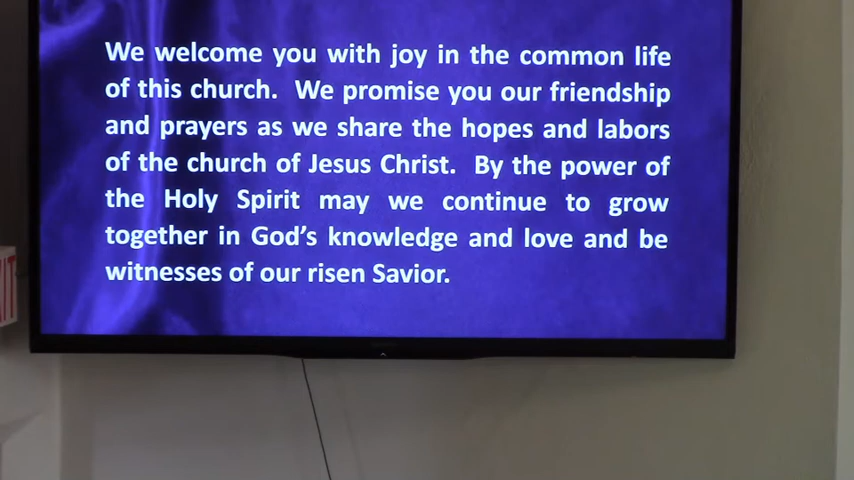 We welcome you with joy in the common life
of this church. We promise you our friendship
and prayers as we share the hopes and labors
of the church of Jesus Christ. By the power of
the Holy Spirit may we continue to grow
together in God's knowledge and love and be
witnesses of our risen Savior.